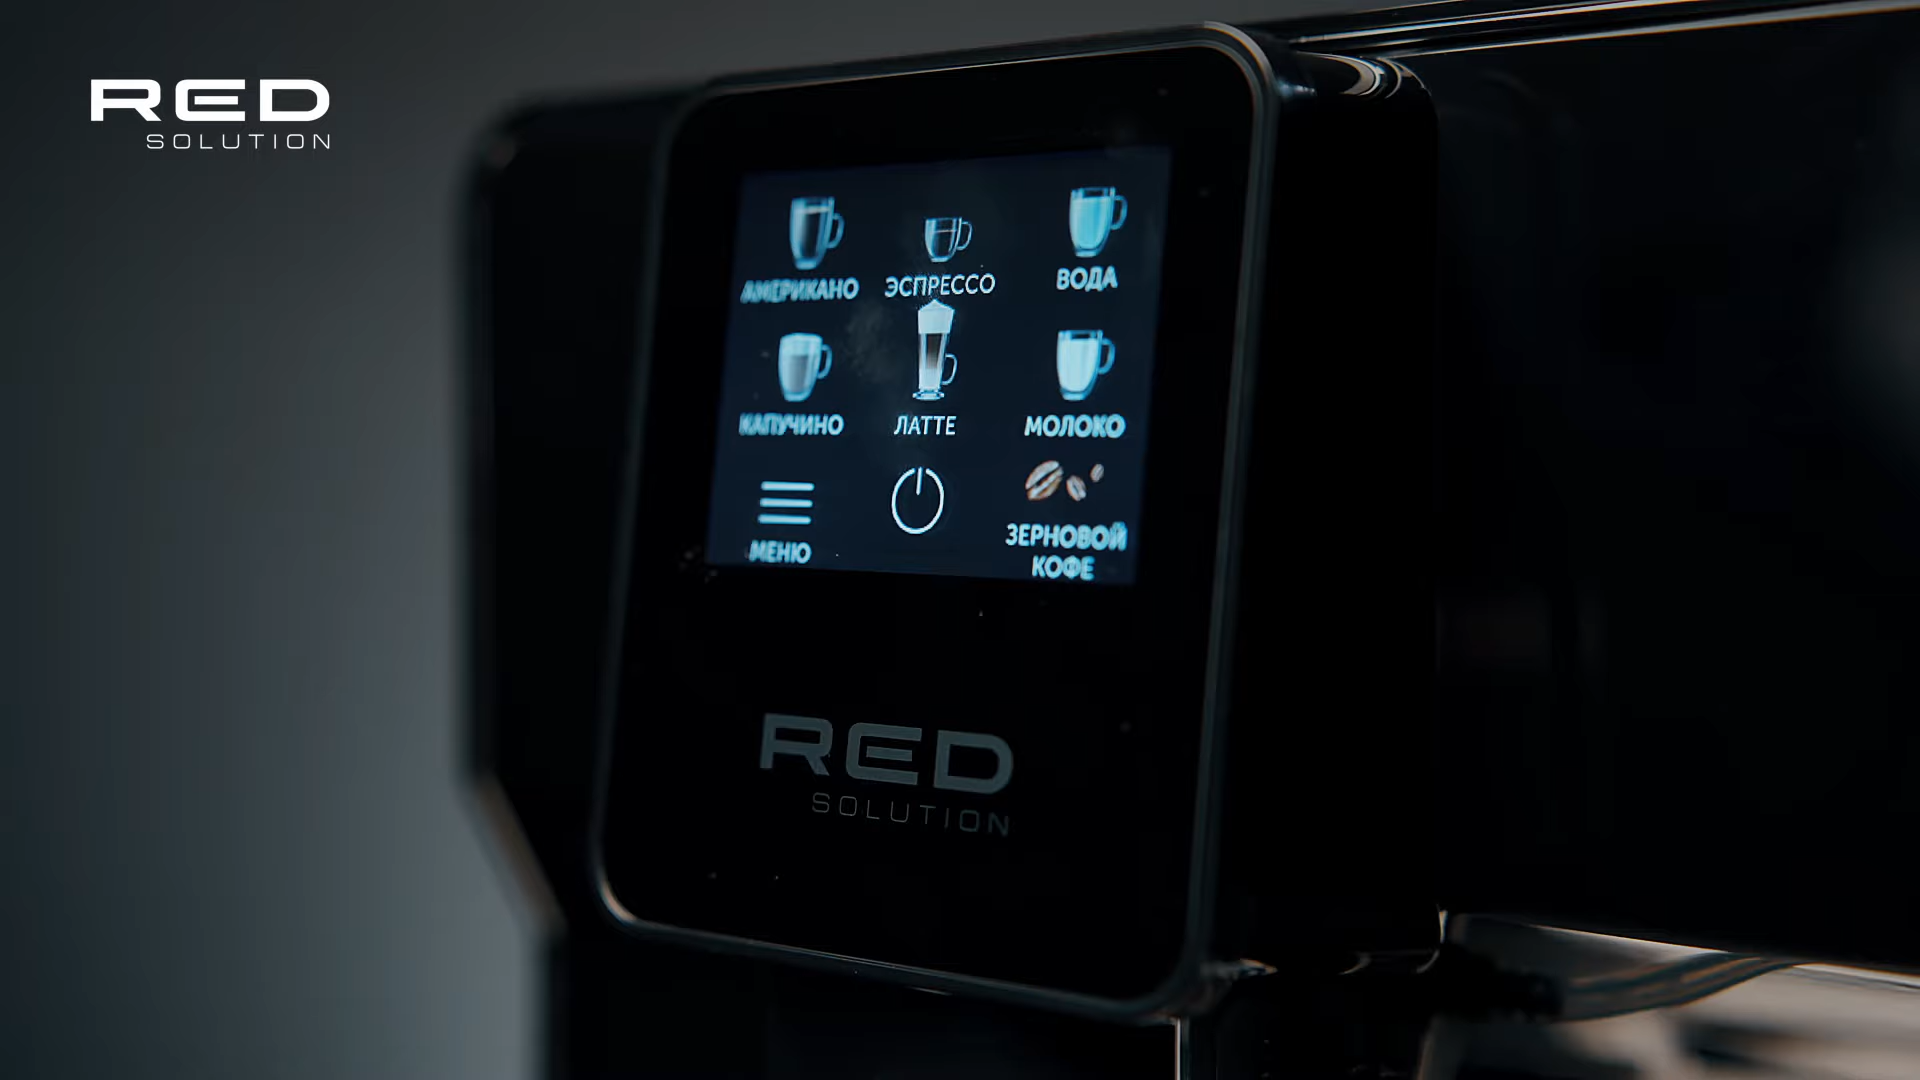 RED
SOLUTION
АМЕРИКАНО
ЭСПРЕССО
ВОДА
КАПУЧИНО
ЛАТТЕ
МОЛОКО
МЕНЮ
ЗЕРНОВОЙ
КОФЕ
RED
SOLUTION